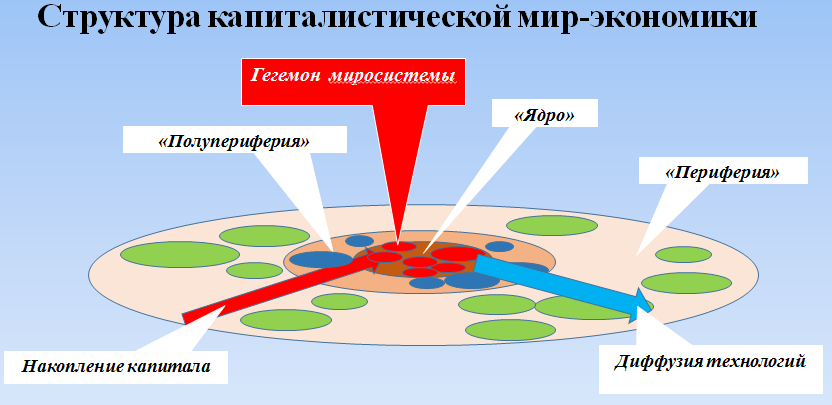 Структура капиталистической мир-экономики
Гегемон миросистемы
«Ядро»
«Полупериферия»
«Периферия»
Накопление капитала
Диффузия технологий